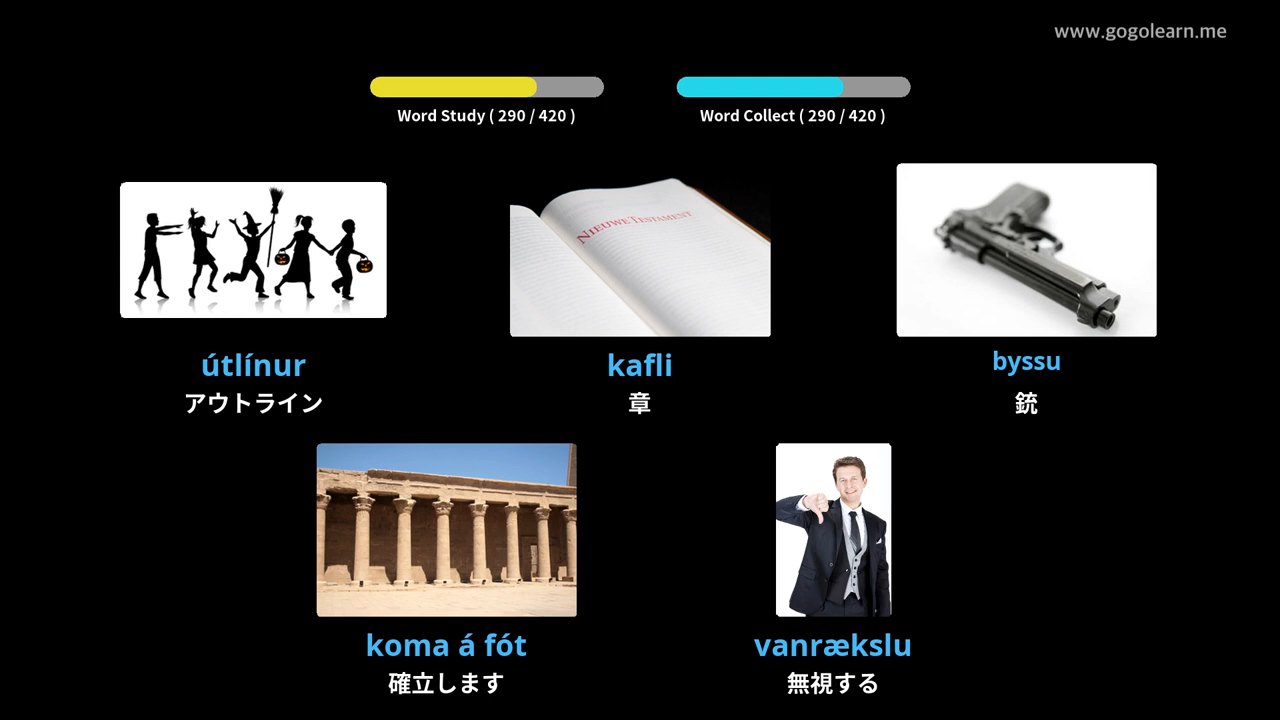 www.gogolearn.me
Word Study ( 290 / 420 )
Word Collect ( 290 / 420 )
NIEUWE TESTAMENT
útlínur
アウトライン
kafli
章
byssu
銃
koma á fót
確立します
vanrækslu
無視する